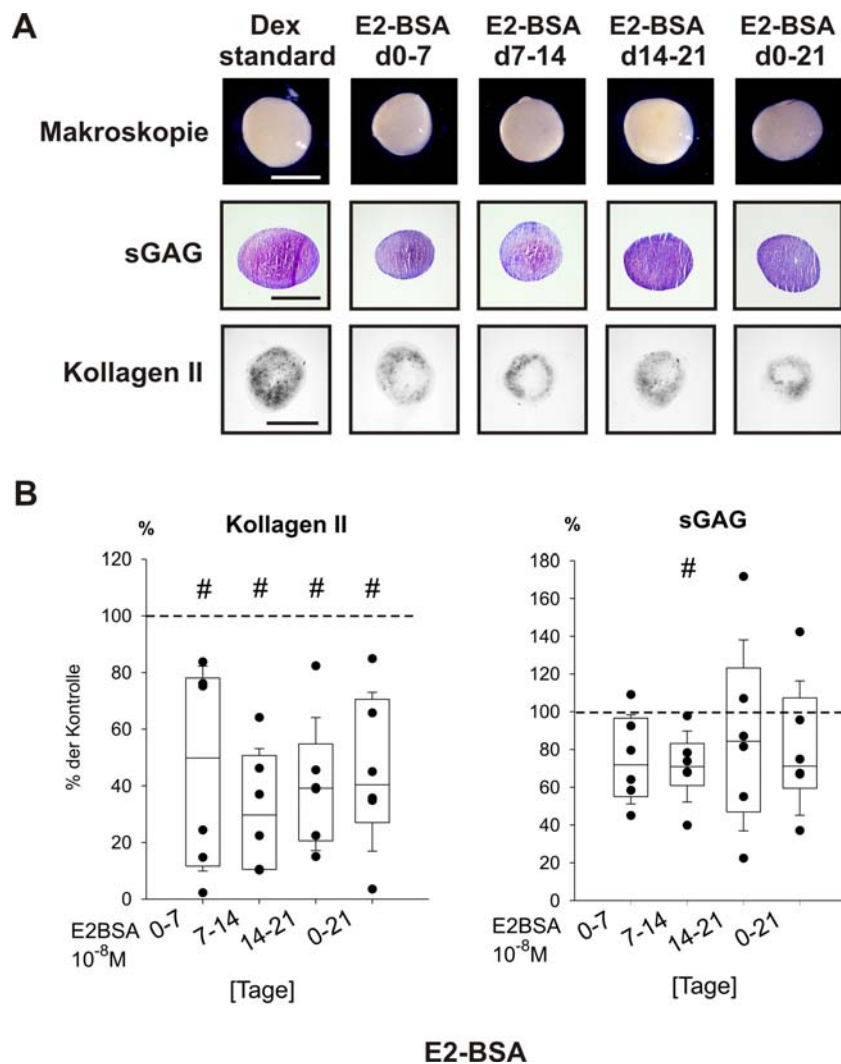 A
Dex standard
E2-BSA d0-7
E2-BSA d7-14
E2-BSA d14-21
E2-BSA d0-21
Makroskopie
sGAG
Kollagen II
B
%
Kollagen II
120
100
80
60
40
20
0
% der Kontrolle
# # # #
E2BSA
10⁻⁸M
0-7
7-14
14-21
0-21
[Tage]
%
sGAG
180
160
140
120
100
80
60
40
20
0
#
E2BSA
10⁻⁸M
0-7
7-14
14-21
0-21
[Tage]
E2-BSA